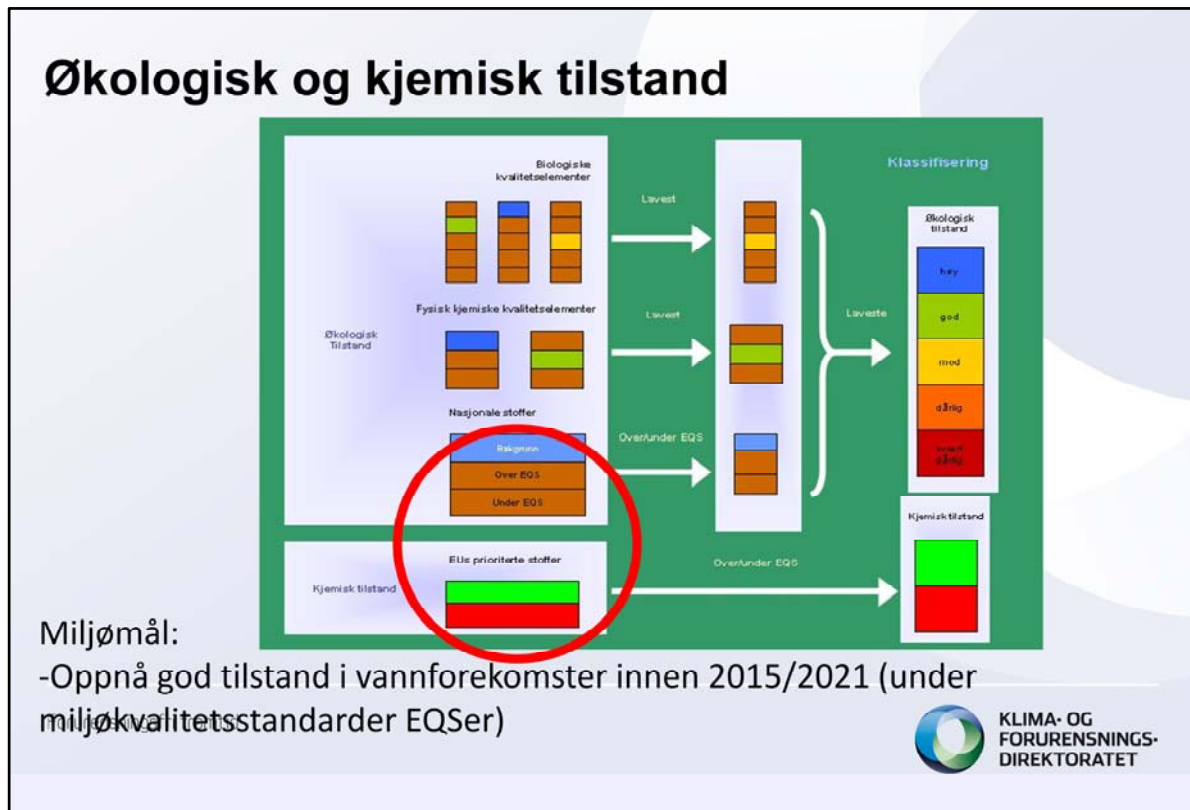 Økologisk og kjemisk tilstand
Biologiske
kvalitetselementer
Lavest
Klassifisering
Økologisk
tilstand
høy
god
mod
dårlig
svært
dårlig
Fysisk kjemiske kvalitetselementer
Lavest
Laveste
Økologisk
Tilstand
Nasjonale stoffer
Bakgrunn
Over EQS
Under EQS
Over/under EQS
EUs prioriterte stoffer
Over/under EQS
Kjemisk tilstand
Kjemisk tilstand
Miljømål:
-Oppnå god tilstand i vannforekomster innen 2015/2021 (under
miljøkvalitetsstandarder EQSer)
KLIMA- OG
FORURENSNINGS-
DIREKTORATET